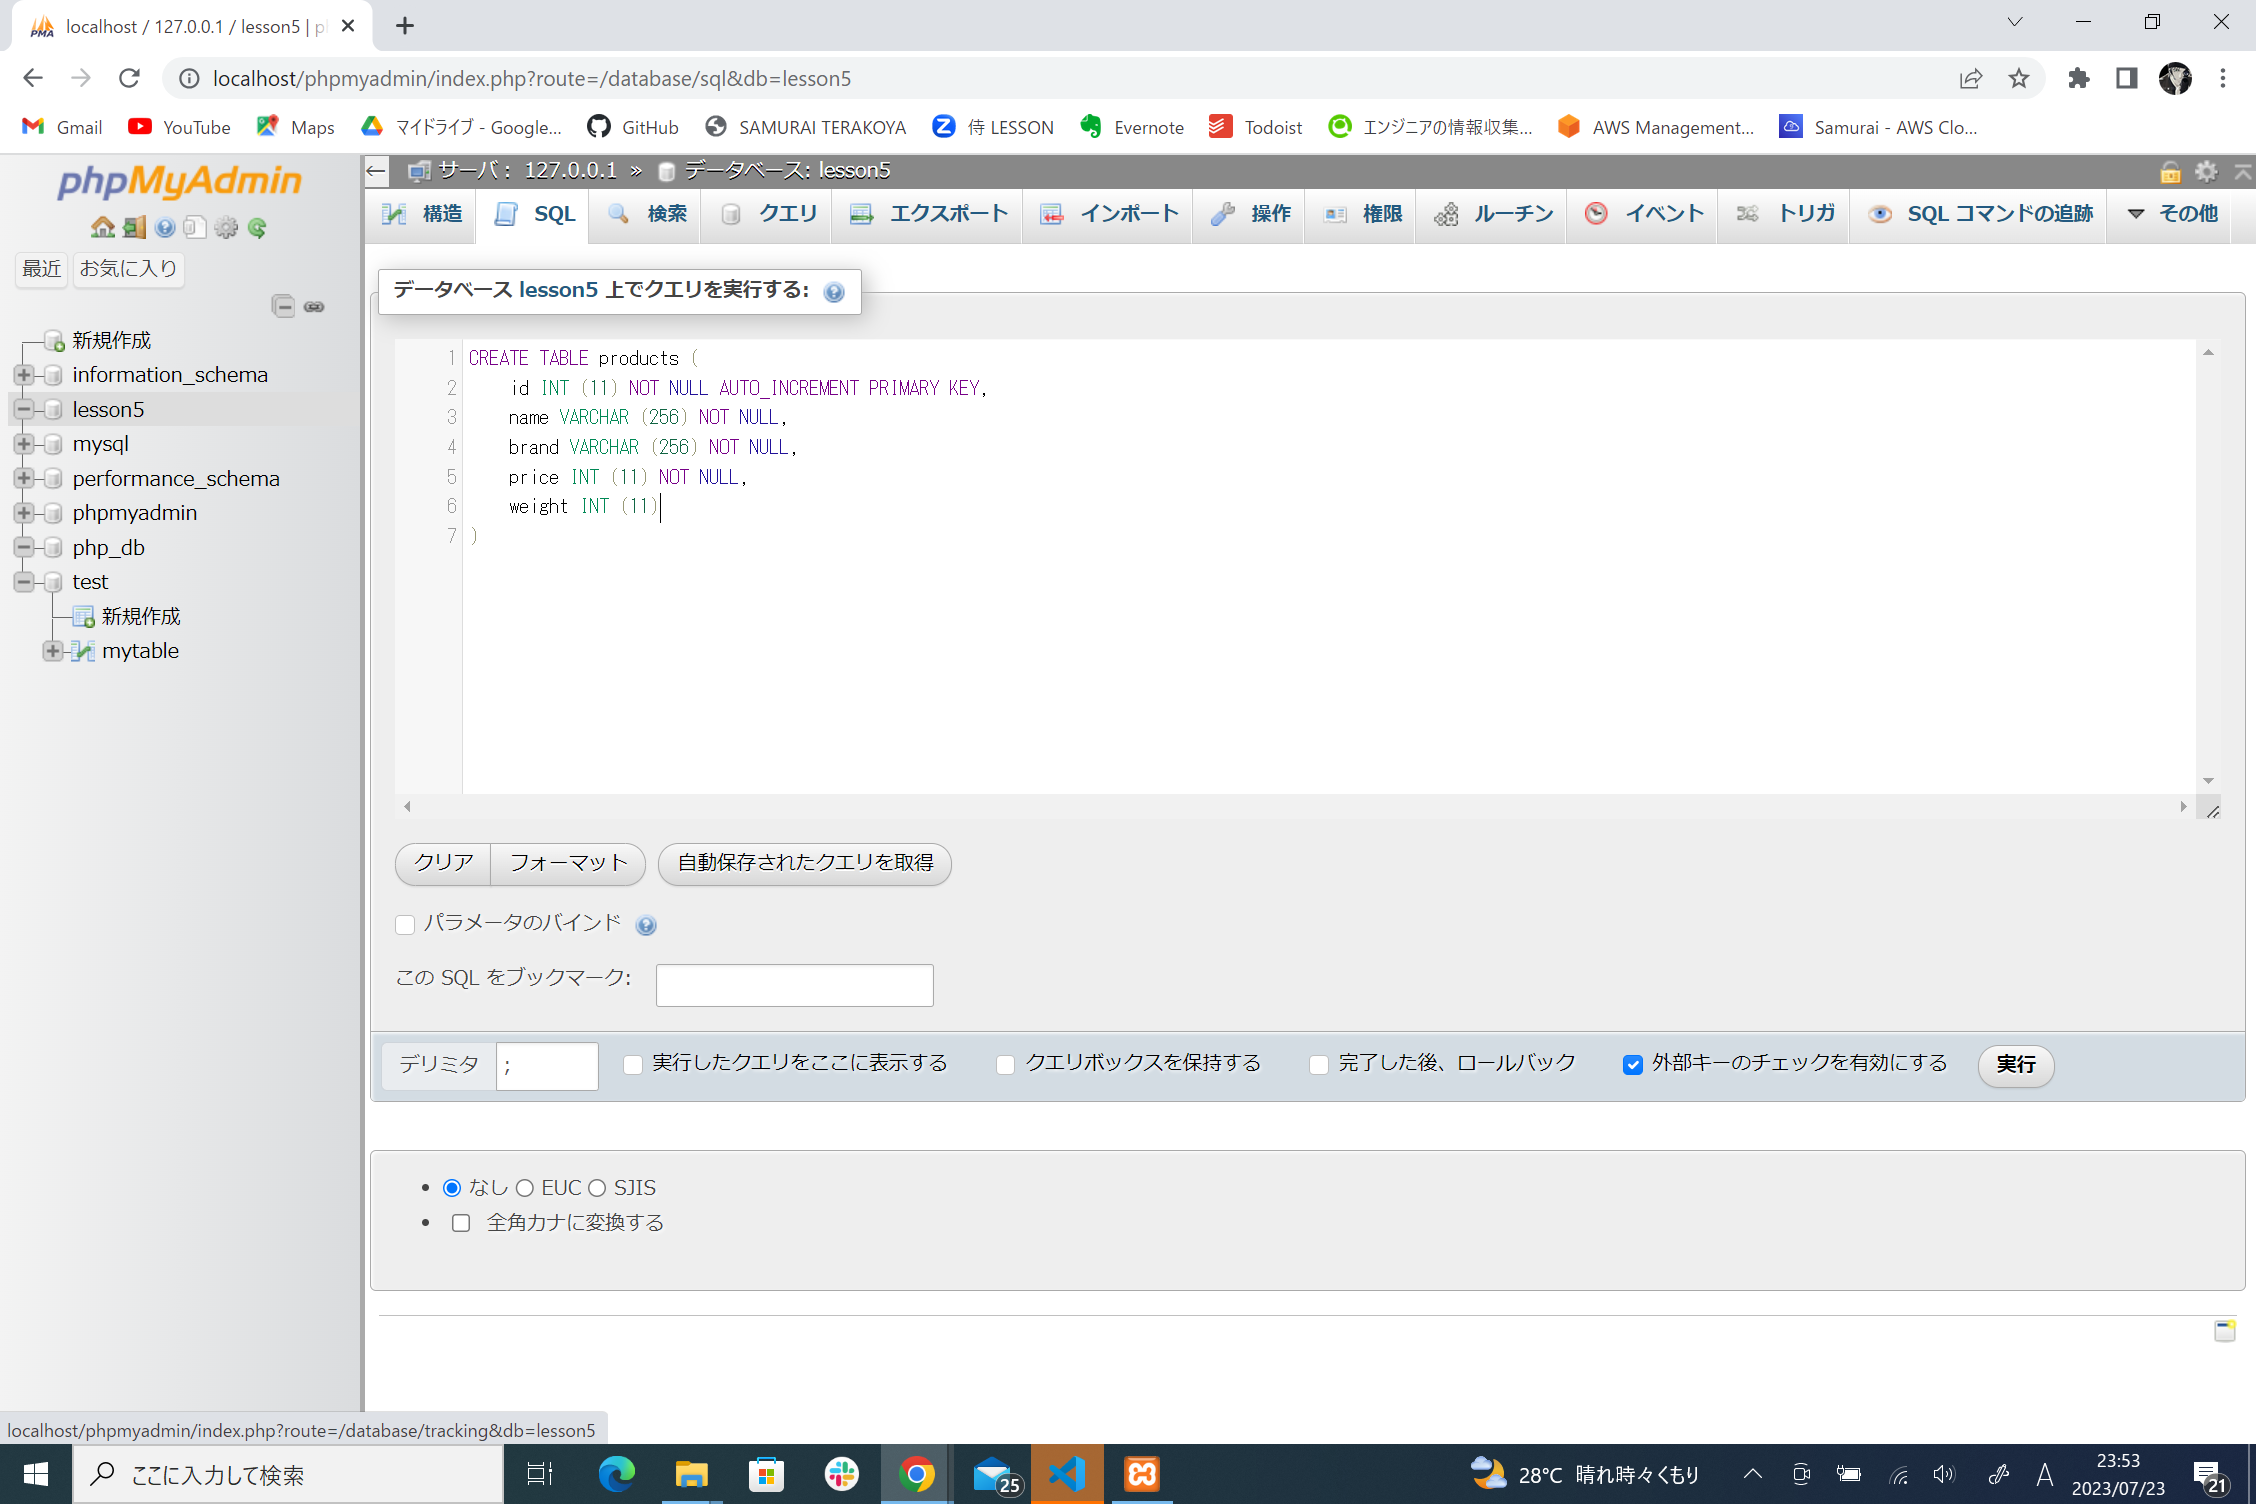 localhost / 127.0.0.1 / lesson5 | p
localhost/phpmyadmin/index.php?route=/database/sql&db=lesson5
Gmail YouTube Maps マイドライブ - Google... GitHub SAMURAI TERAKOYA 侍 LESSON Evernote Todoist エンジニアの情報収集... AWS Management... Samurai - AWS Clo...
phpMyAdmin
最近 お気に入り
新規作成
information_schema
lesson5
mysql
performance_schema
phpmyadmin
php_db
test
新規作成
mytable
サーバ： 127.0.0.1 » データベース: lesson5
構造 SQL 検索 クエリ エクスポート インポート 操作 権限 ルーチン イベント トリガ SQL コマンドの追跡 その他
データベース lesson5 上でクエリを実行する:
1 CREATE TABLE products (
2 id INT (11) NOT NULL AUTO_INCREMENT PRIMARY KEY,
3 name VARCHAR (256) NOT NULL,
4 brand VARCHAR (256) NOT NULL,
5 price INT (11) NOT NULL,
6 weight INT (11)
7 )
クリア フォーマット 自動保存されたクエリを取得
パラメータのバインド
この SQL をブックマーク:
デリミタ ; 実行したクエリをここに表示する クエリボックスを保持する 完了した後、ロールバック 外部キーのチェックを有効にする 実行
なし EUC SJIS
全角カナに変換する
localhost/phpmyadmin/index.php?route=/database/tracking&db=lesson5
ここに入力して検索
25
28°C 晴れ時々くもり
A
23:53
2023/07/23
21